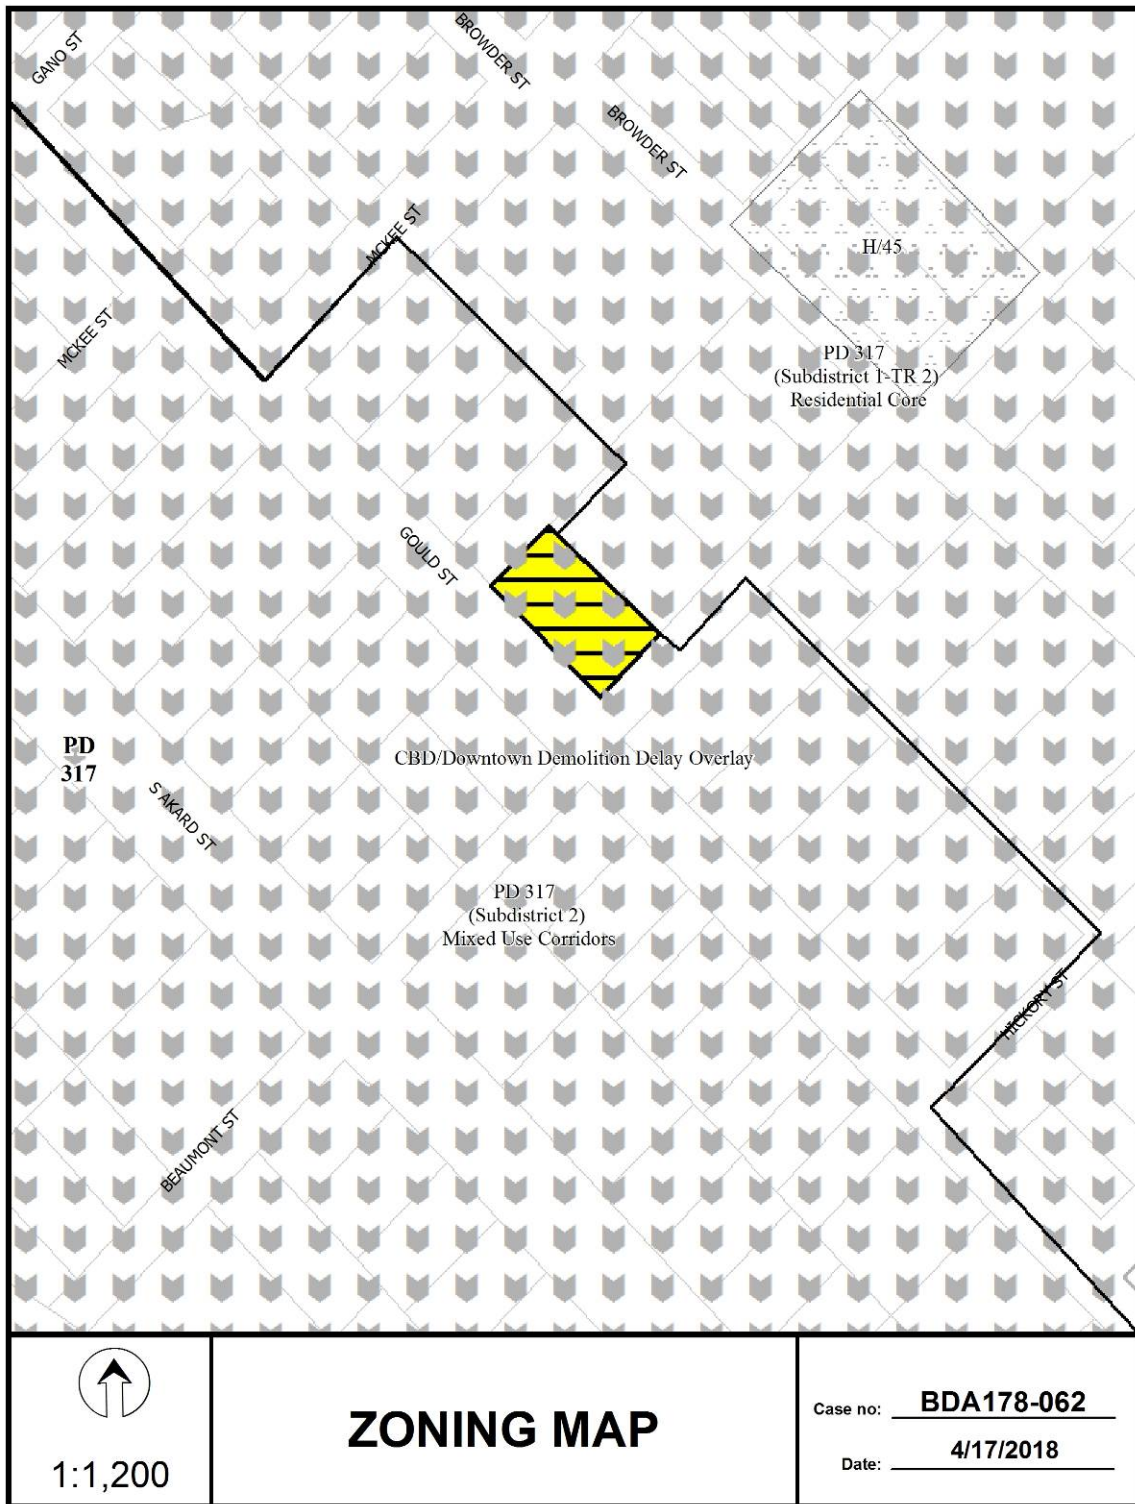 GANO ST
BROWDER ST
BROWDER ST
MCKEE ST
H/45
MCKEE ST
PD 317
(Subdistrict 1-TR 2)
Residential Core
GOULD ST
PD
317
CBD/Downtown Demolition Delay Overlay
S AKARD ST
PD 317
(Subdistrict 2)
Mixed Use Corridors
HICKORY ST
BEAUMONT ST
1:1,200
ZONING MAP
Case no: BDA178-062
Date: 4/17/2018